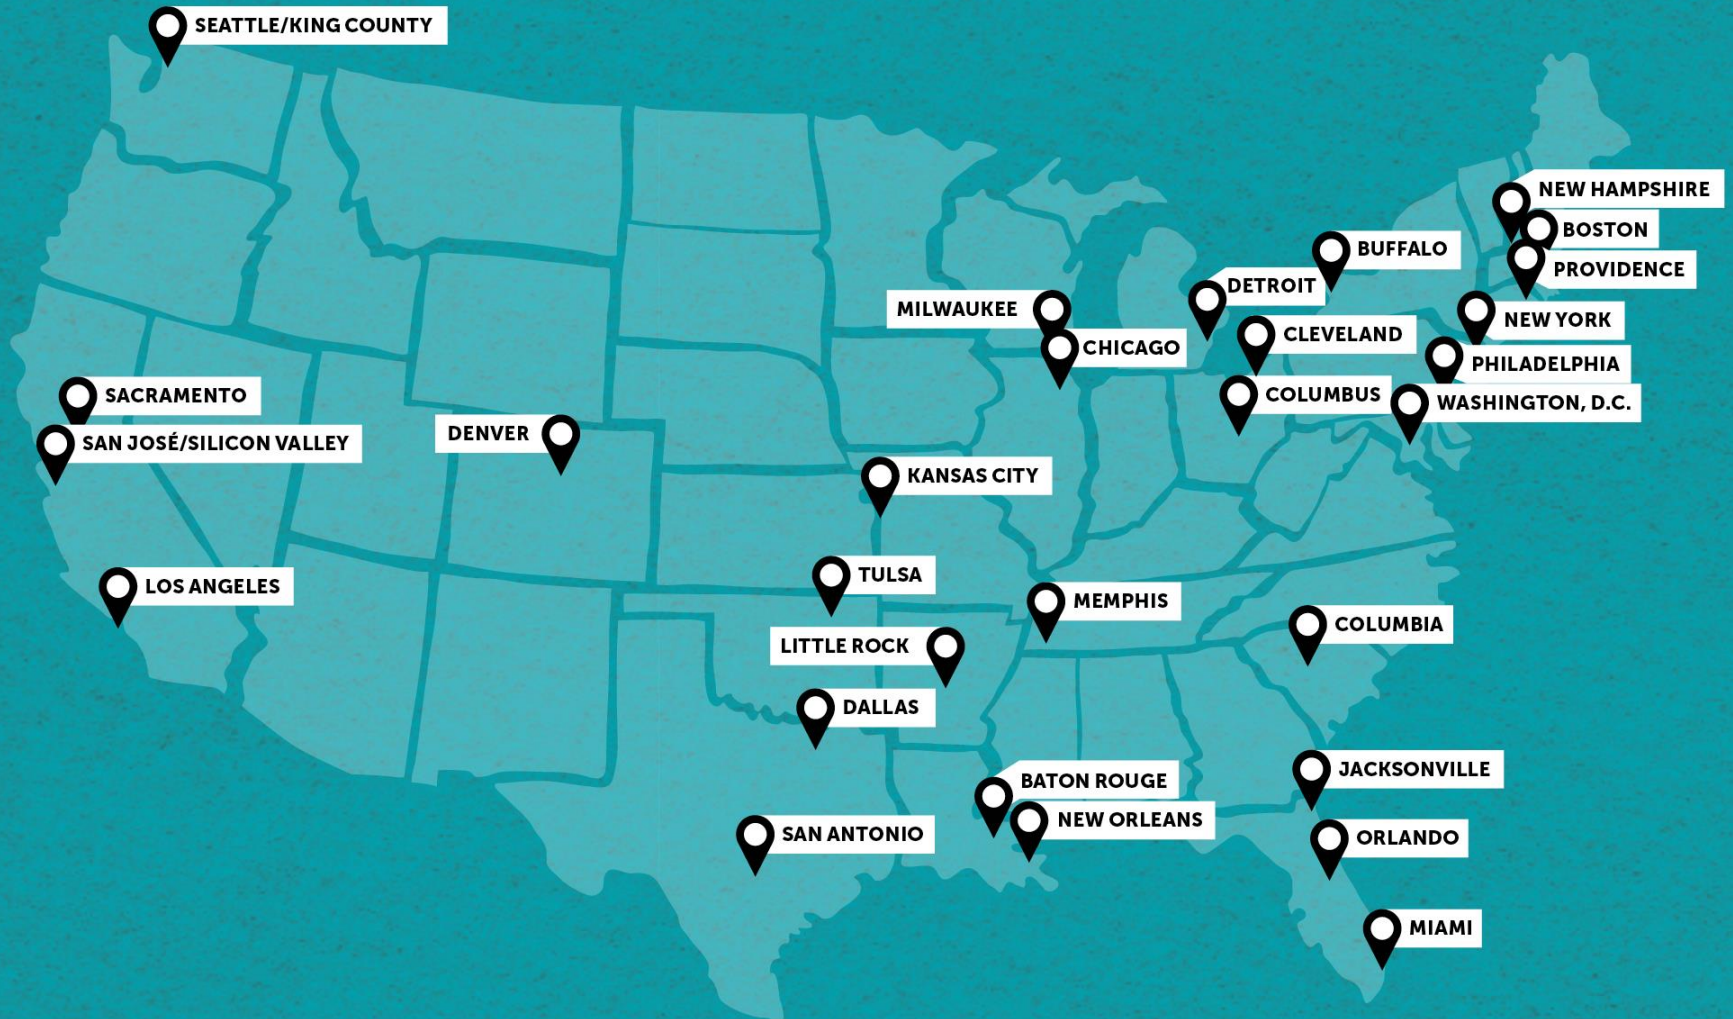 SEATTLE/KING COUNTY
NEW HAMPSHIRE
BOSTON
BUFFALO
PROVIDENCE
DETROIT
MILWAUKEE
NEW YORK
CLEVELAND
CHICAGO
PHILADELPHIA
SACRAMENTO
COLUMBUS
WASHINGTON, D.C.
DENVER
SAN JOSÉ/SILICON VALLEY
KANSAS CITY
TULSA
LOS ANGELES
MEMPHIS
COLUMBIA
LITTLE ROCK
DALLAS
JACKSONVILLE
BATON ROUGE
NEW ORLEANS
SAN ANTONIO
ORLANDO
MIAMI